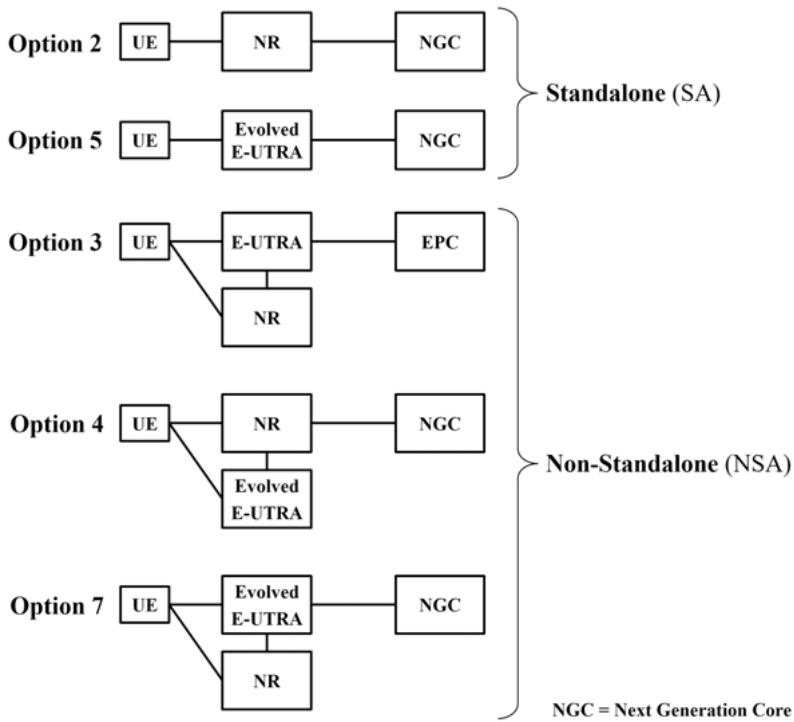 Option 2 UE NR NGC
Standalone (SA)
Option 5 UE Evolved E-UTRA NGC
Option 3 UE E-UTRA EPC
NR
Option 4 UE NR NGC
Evolved
E-UTRA
Non-Standalone (NSA)
Option 7 UE Evolved E-UTRA NGC
NR
NGC = Next Generation Core